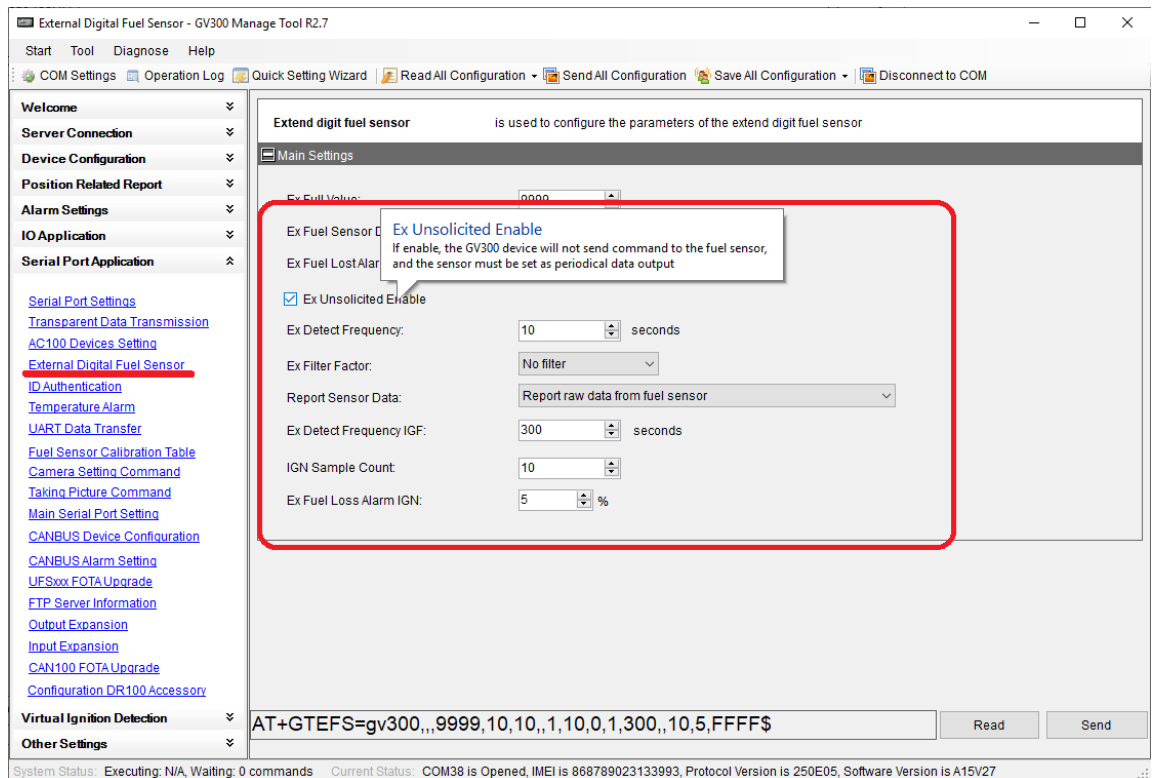 External Digital Fuel Sensor - GV300 Manage Tool R2.7
Start Tool Diagnose Help
COM Settings Operation Log Quick Setting Wizard Read All Configuration Send All Configuration Save All Configuration Disconnect to COM
Welcome
Server Connection
Device Configuration
Position Related Report
Alarm Settings
IO Application
Serial Port Application
Serial Port Settings
Transparent Data Transmission
AC100 Devices Setting
External Digital Fuel Sensor
ID Authentication
Temperature Alarm
UART Data Transfer
Fuel Sensor Calibration Table
Camera Setting Command
Taking Picture Command
Main Serial Port Setting
CANBUS Device Configuration
CANBUS Alarm Setting
UFSxxx FOTA Upgrade
FTP Server Information
Output Expansion
Input Expansion
CAN100 FOTA Upgrade
Configuration DR100 Accessory
Virtual Ignition Detection
Other Settings
Extend digit fuel sensor is used to configure the parameters of the extend digit fuel sensor
Main Settings
Ex Full Value: 9999
Ex Fuel Sensor D
Ex Fuel Lost Alar
Ex Unsolicited Enable
If enable, the GV300 device will not send command to the fuel sensor,
and the sensor must be set as periodical data output
Ex Unsolicited Enable
Ex Detect Frequency: 10 seconds
Ex Filter Factor: No filter
Report Sensor Data: Report raw data from fuel sensor
Ex Detect Frequency IGF: 300 seconds
IGN Sample Count: 10
Ex Fuel Loss Alarm IGN: 5 %
AT+GTEFS=gv300,,,9999,10,10,,1,10,0,1,300,,10,5,FFFF$ Read Send
System Status: Executing: N/A, Waiting: 0 commands Current Status: COM38 is Opened, IMEI is 868789023133993, Protocol Version is 250E05, Software Version is A15V27